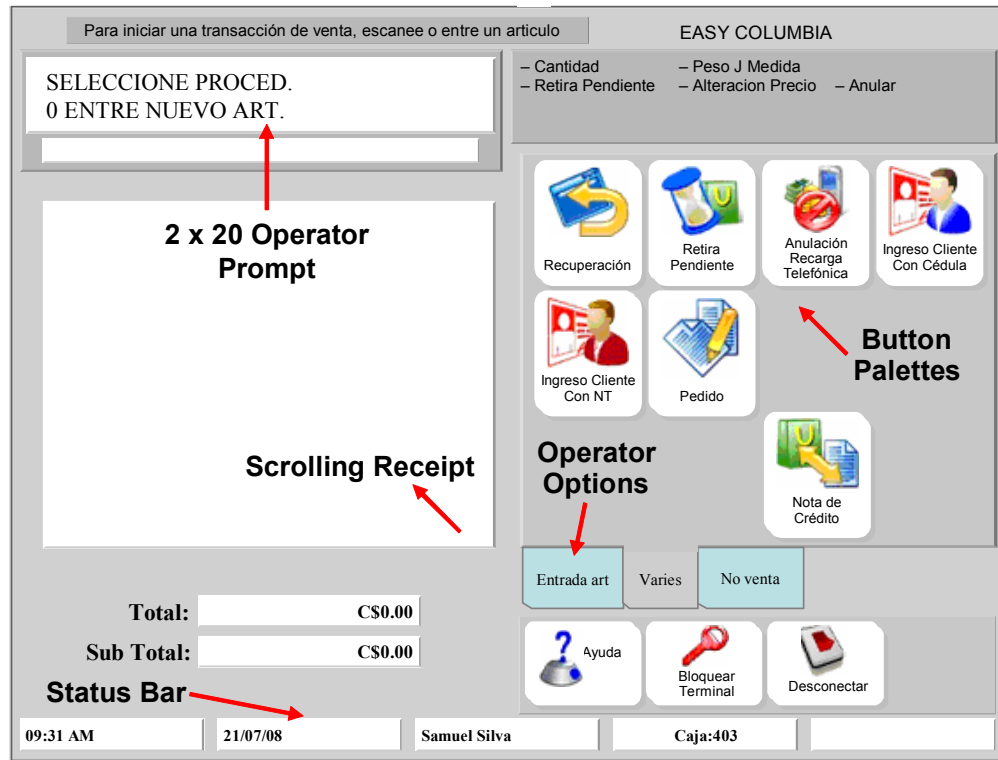 Para iniciar una transacción de venta, escanee o entre un articulo
EASY COLUMBIA
SELECCIONE PROCED.
0 ENTRE NUEVO ART.
– Cantidad – Peso J Medida
– Retira Pendiente – Alteracion Precio – Anular
2 x 20 Operator
Prompt
Recuperación
Retira
Pendiente
Anulación
Recarga
Telefónica
Ingreso Cliente
Con Cédula
Ingreso Cliente
Con NT
Pedido
Button
Palettes
Scrolling Receipt
Operator
Options
Nota de
Crédito
Entrada art
Varies
No venta
Total: C$0.00
Sub Total: C$0.00
Ayuda
Bloquear
Terminal
Desconectar
Status Bar
09:31 AM
21/07/08
Samuel Silva
Caja:403